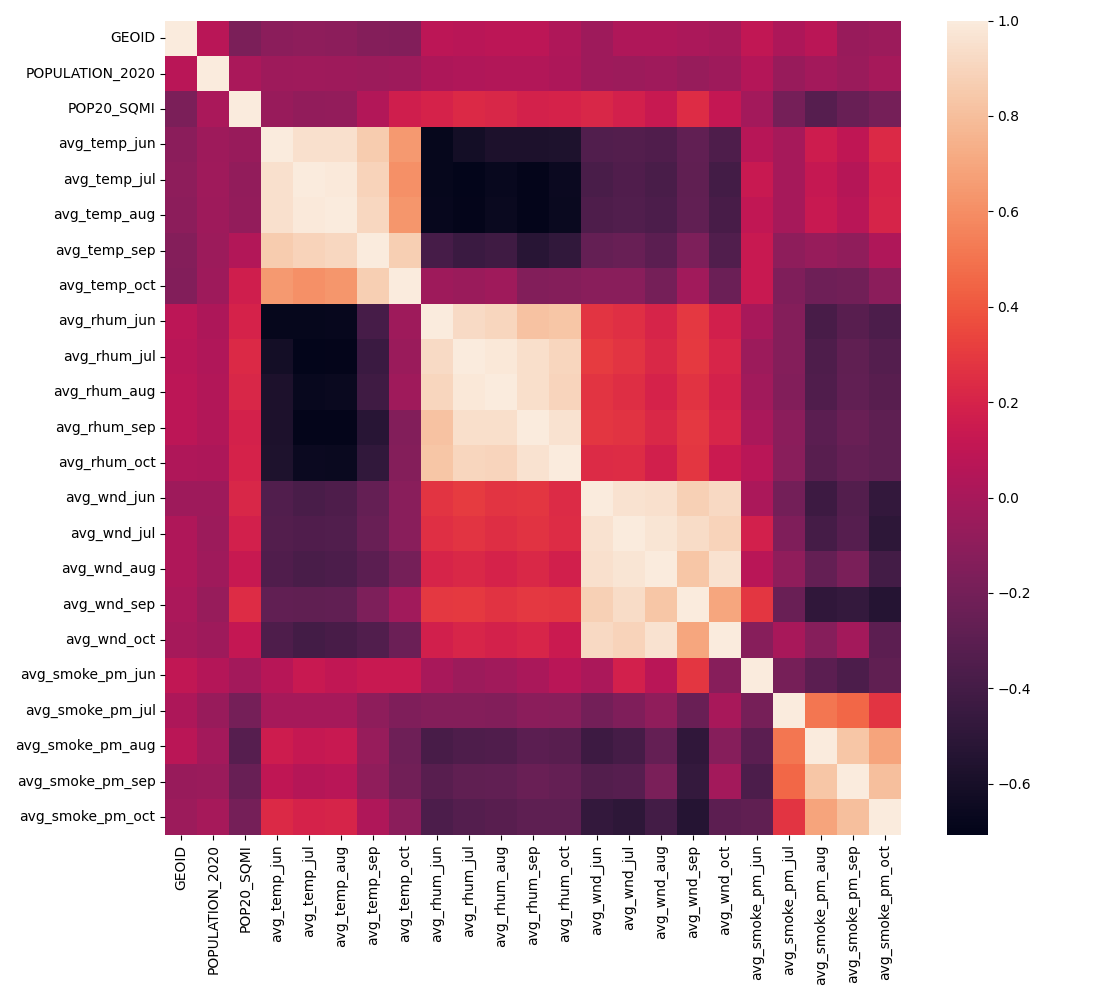 GEOID
POPULATION_2020
POP20_SQMI
avg_temp_jun
avg_temp_jul
avg_temp_aug
avg_temp_sep
avg_temp_oct
avg_rhum_jun
avg_rhum_jul
avg_rhum_aug
avg_rhum_sep
avg_rhum_oct
avg_wnd_jun
avg_wnd_jul
avg_wnd_aug
avg_wnd_sep
avg_wnd_oct
avg_smoke_pm_jun
avg_smoke_pm_jul
avg_smoke_pm_aug
avg_smoke_pm_sep
avg_smoke_pm_oct
GEOID
POPULATION_2020
POP20_SQMI
avg_temp_jun
avg_temp_jul
avg_temp_aug
avg_temp_sep
avg_temp_oct
avg_rhum_jun
avg_rhum_jul
avg_rhum_aug
avg_rhum_sep
avg_rhum_oct
avg_wnd_jun
avg_wnd_jul
avg_wnd_aug
avg_wnd_sep
avg_wnd_oct
avg_smoke_pm_jun
avg_smoke_pm_jul
avg_smoke_pm_aug
avg_smoke_pm_sep
avg_smoke_pm_oct
1.0
0.8
0.6
0.4
0.2
0.0
−0.2
−0.4
−0.6